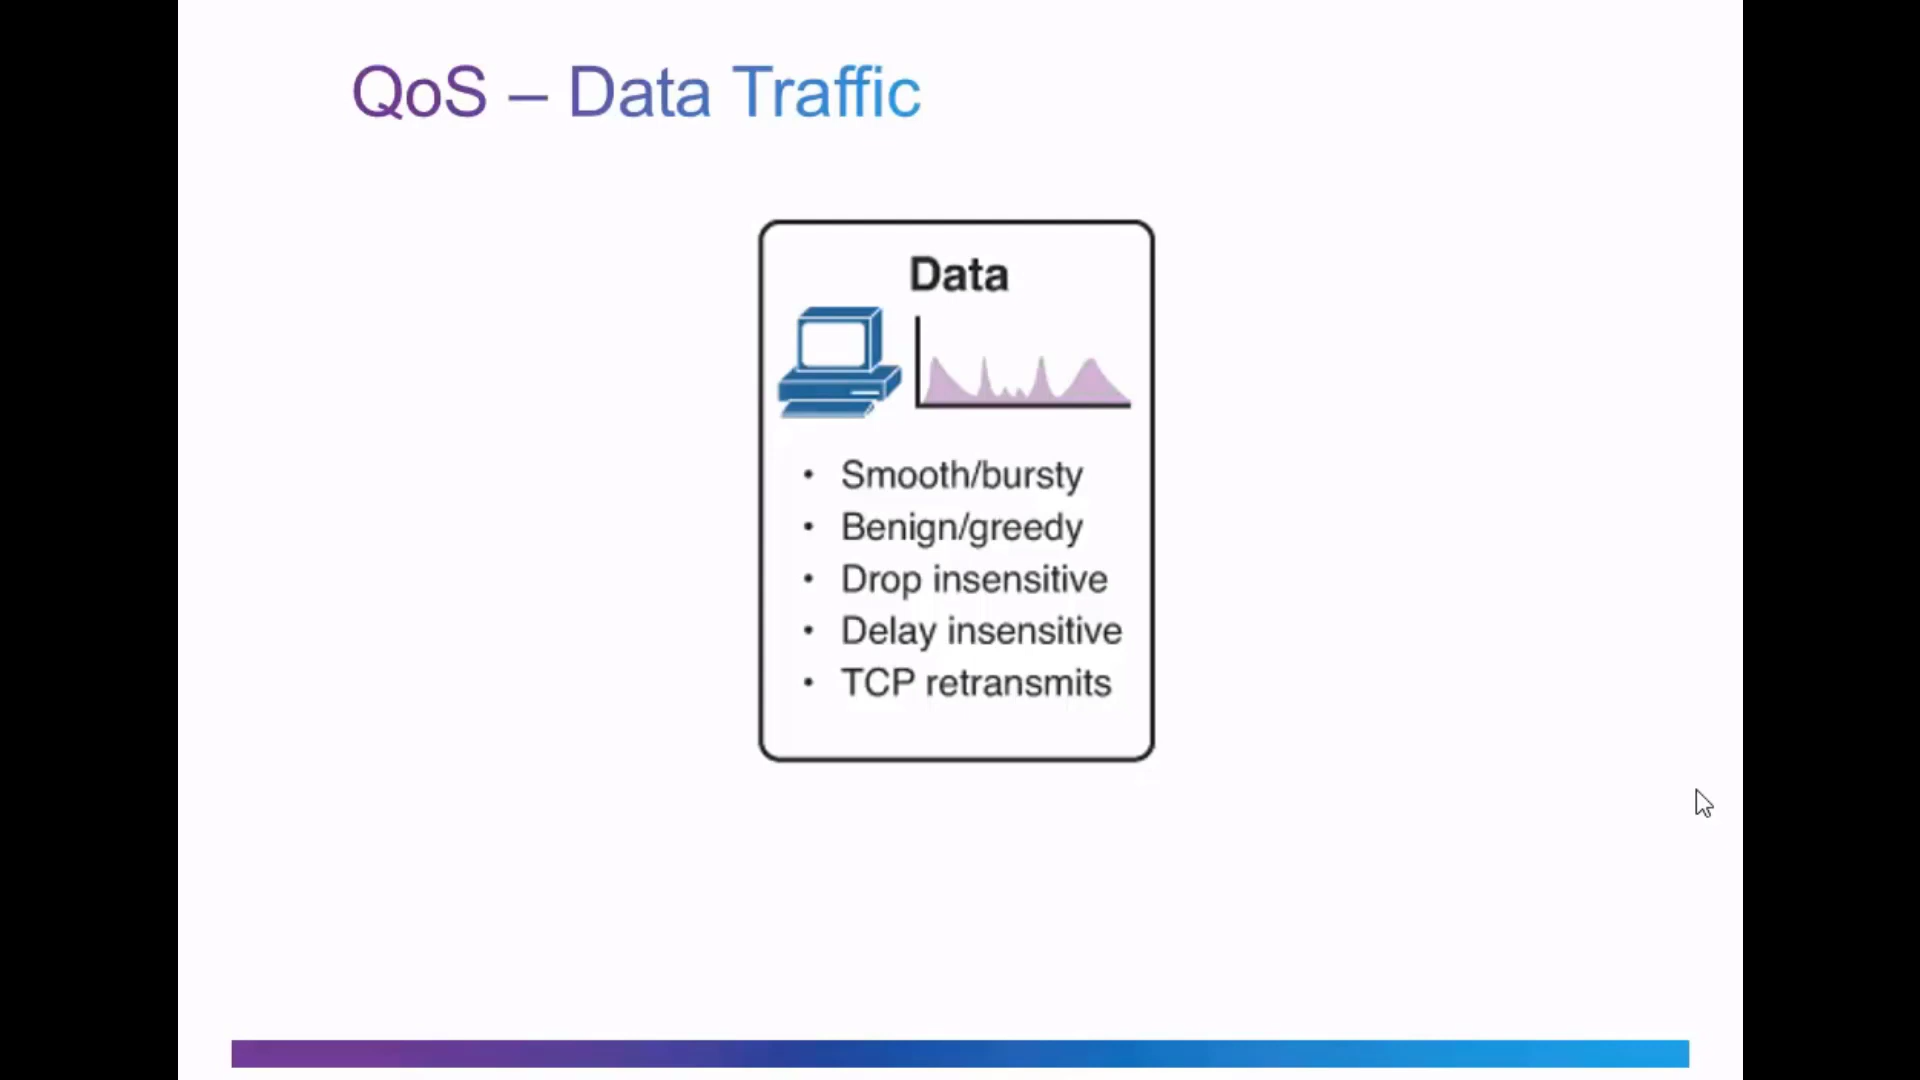 QoS – Data Traffic
Data
• Smooth/bursty
• Benign/greedy
• Drop insensitive
• Delay insensitive
• TCP retransmits